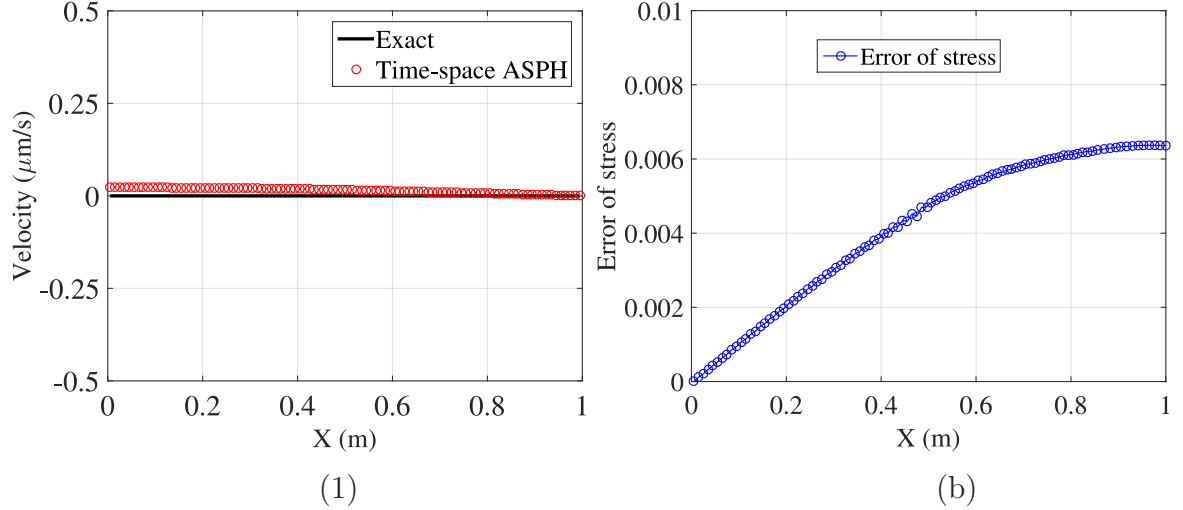 0.5
0.25
0
-0.25
-0.5
Velocity (μm/s)
Exact
Time-space ASPH
0 0.2 0.4 0.6 0.8 1
X (m)
(1)
0.01
0.008
0.006
0.004
0.002
0
Error of stress
Error of stress
0 0.2 0.4 0.6 0.8 1
X (m)
(b)